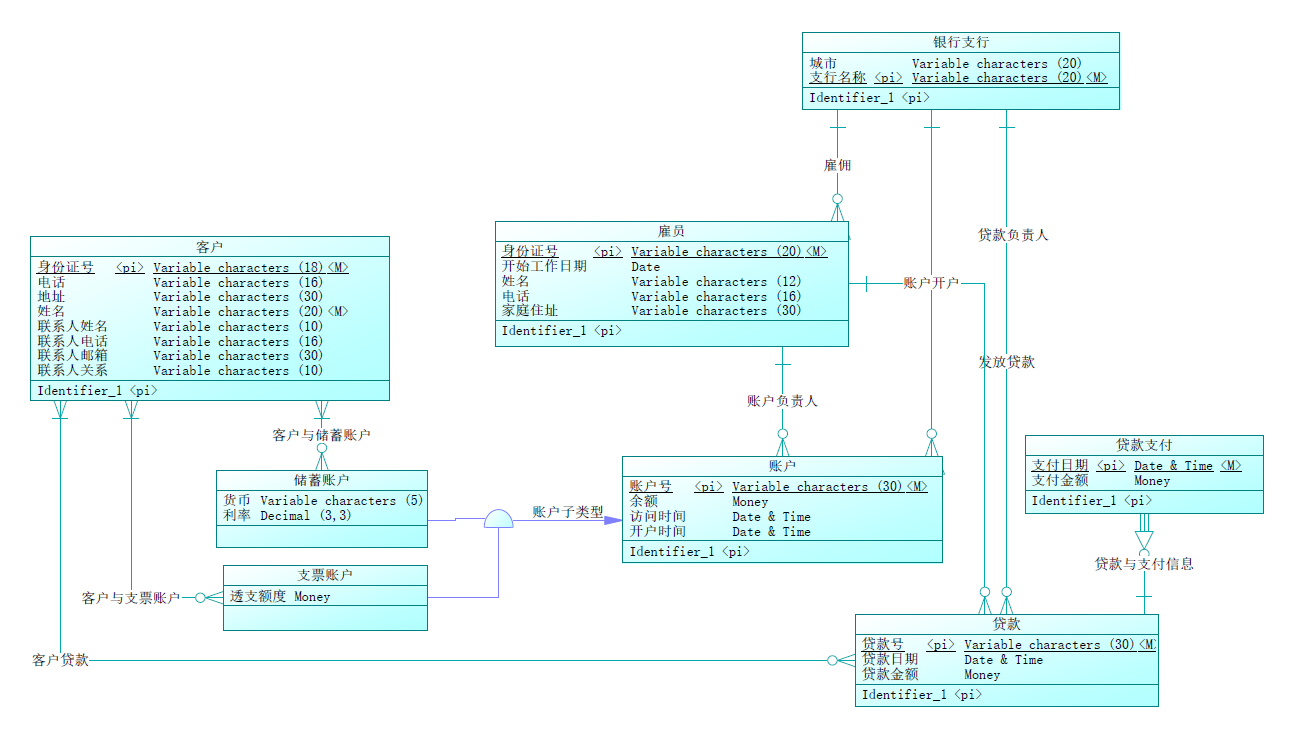 银行支行
城市 Variable characters (20)
支行名称 <pi> Variable characters (20) <M>
Identifier_1 <pi>
雇佣
雇员
身份证号 <pi> Variable characters (20) <M>
开始工作日期 Date
姓名 Variable characters (12)
电话 Variable characters (16)
家庭住址 Variable characters (30)
Identifier_1 <pi>
贷款负责人
账户开户
发放贷款
客户
身份证号 <pi> Variable characters (18) <M>
电话 Variable characters (16)
地址 Variable characters (30)
姓名 Variable characters (20) <M>
联系人姓名 Variable characters (10)
联系人电话 Variable characters (16)
联系人邮箱 Variable characters (30)
联系人关系 Variable characters (10)
Identifier_1 <pi>
账户负责人
客户与储蓄账户
储蓄账户
货币 Variable characters (5)
利率 Decimal (3,3)
账户子类型
账户
账户号 <pi> Variable characters (30) <M>
余额 Money
访问时间 Date & Time
开户时间 Date & Time
Identifier_1 <pi>
贷款支付
支付日期 <pi> Date & Time <M>
支付金额 Money
Identifier_1 <pi>
贷款与支付信息
支票账户
透支额度 Money
客户与支票账户
客户贷款
贷款
贷款号 <pi> Variable characters (30) <M>
贷款日期 Date & Time
贷款金额 Money
Identifier_1 <pi>